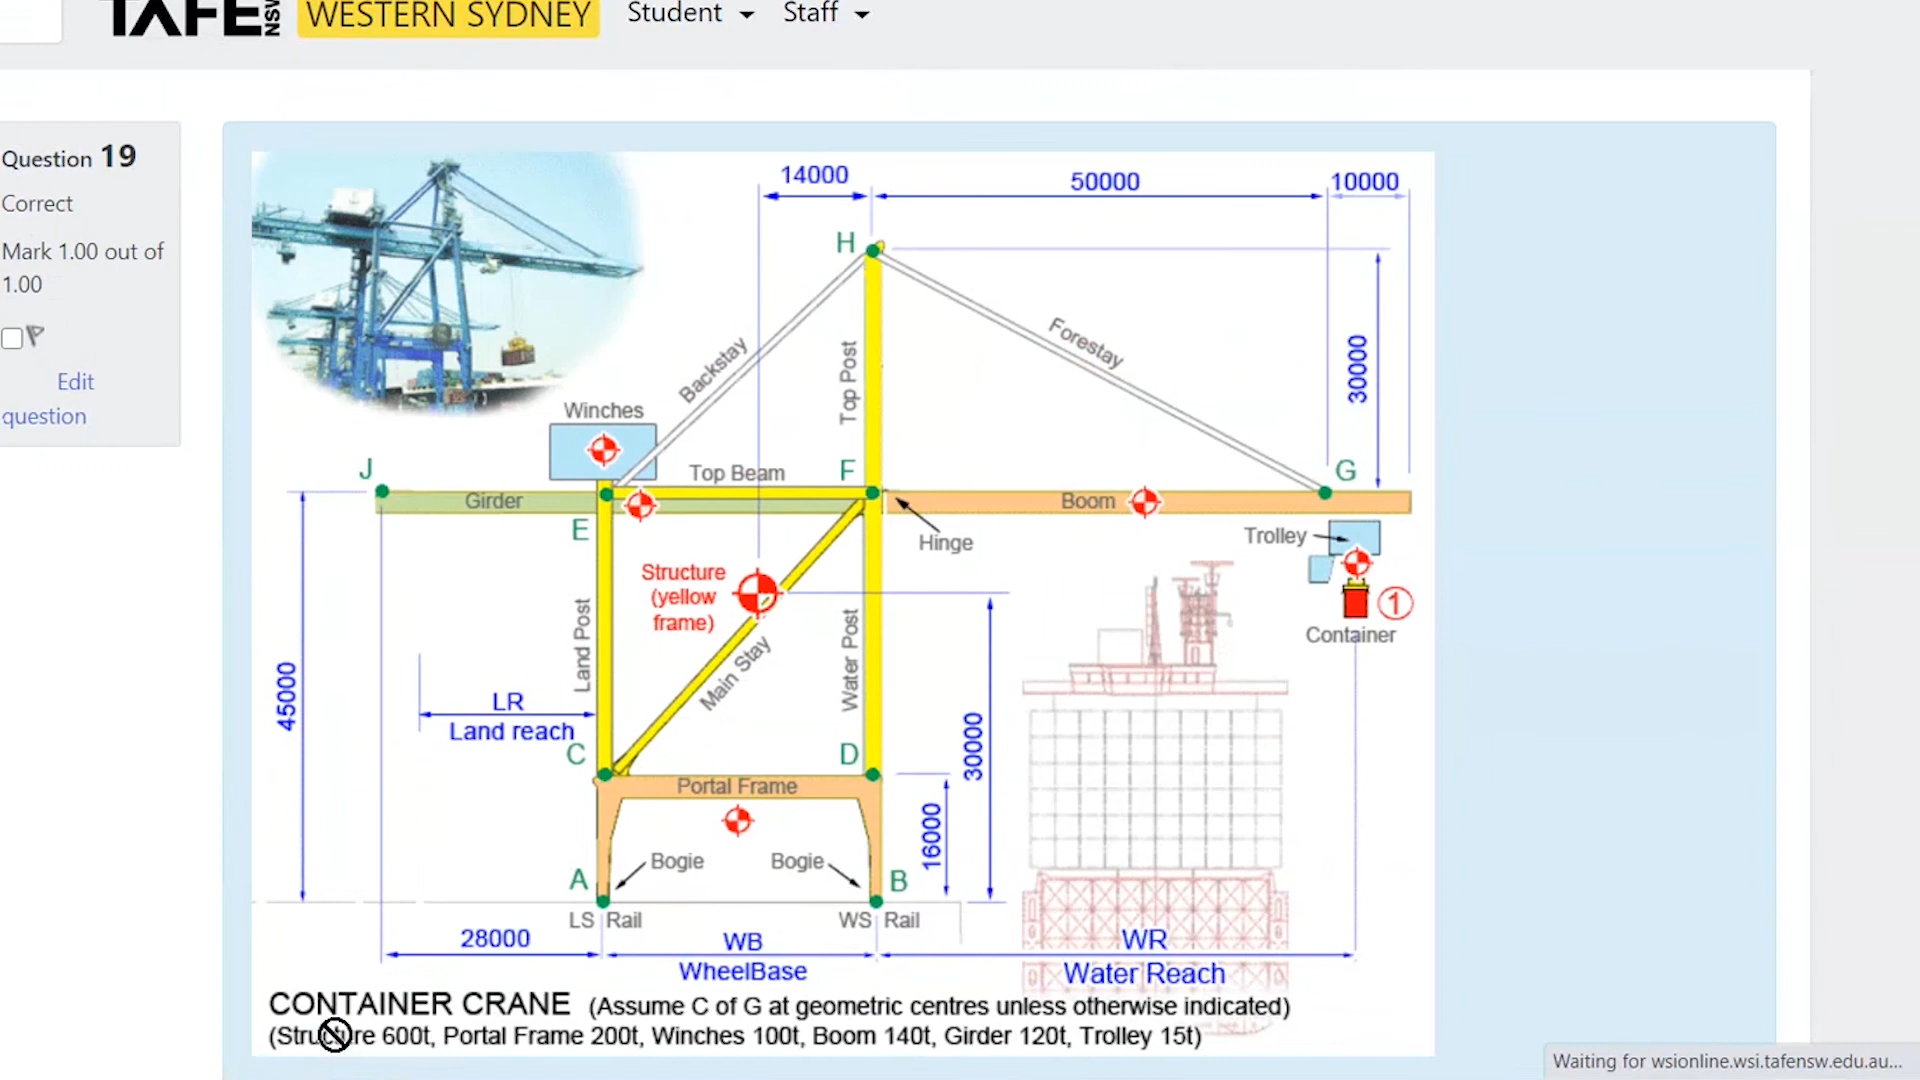 TAFE NSW WESTERN SYDNEY Student Staff
Question 19
Correct
Mark 1.00 out of
1.00
Edit
question
14000
50000
10000
H
Backstay
Top Post
Forestay
30000
Winches
J
Top Beam
F
G
Girder
Boom
E
Hinge
Trolley
Structure
(yellow
frame)
1
Container
Land Post
Main Stay
Water Post
45000
LR
Land reach
30000
C
D
Portal Frame
16000
Bogie
Bogie
A
B
LS Rail
WS Rail
28000
WB
WR
WheelBase
Water Reach
CONTAINER CRANE (Assume C of G at geometric centres unless otherwise indicated)
(Structure 600t, Portal Frame 200t, Winches 100t, Boom 140t, Girder 120t, Trolley 15t)
Waiting for wsionline.wsi.tafensw.edu.au...